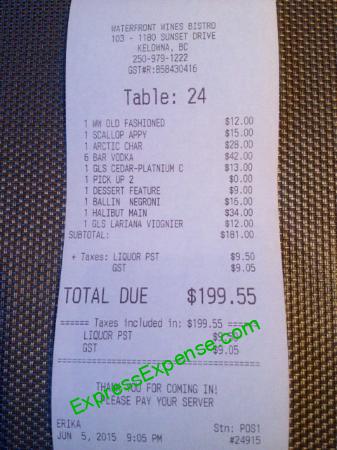 WATERFRONT WINES BISTRO
103 - 1180 SUNSET DRIVE
KELOWNA, BC
250-979-1222
GST#R:858430416
Table: 24
1 WW OLD FASHIONED $12.00
1 SCALLOP APPY $15.00
1 ARCTIC CHAR $28.00
6 BAR VODKA $42.00
1 GLS CEDAR-PLATNIUM C $13.00
1 PICK UP 2 $0.00
1 DESSERT FEATURE $9.00
1 BALLIN NEGRONI $16.00
1 HALIBUT MAIN $34.00
1 GLS LARIANA VIOGNIER $12.00
SUBTOTAL: $181.00
+ Taxes: LIQUOR PST $9.50
GST $9.05
TOTAL DUE $199.55
===== Taxes included in: $199.55 =====
LIQUOR PST
GST $9.05
THANK YOU FOR COMING IN!
PLEASE PAY YOUR SERVER
ERIKA Stn: POS1
JUN 5, 2015 9:05 PM #24915
ExpressExpense.com